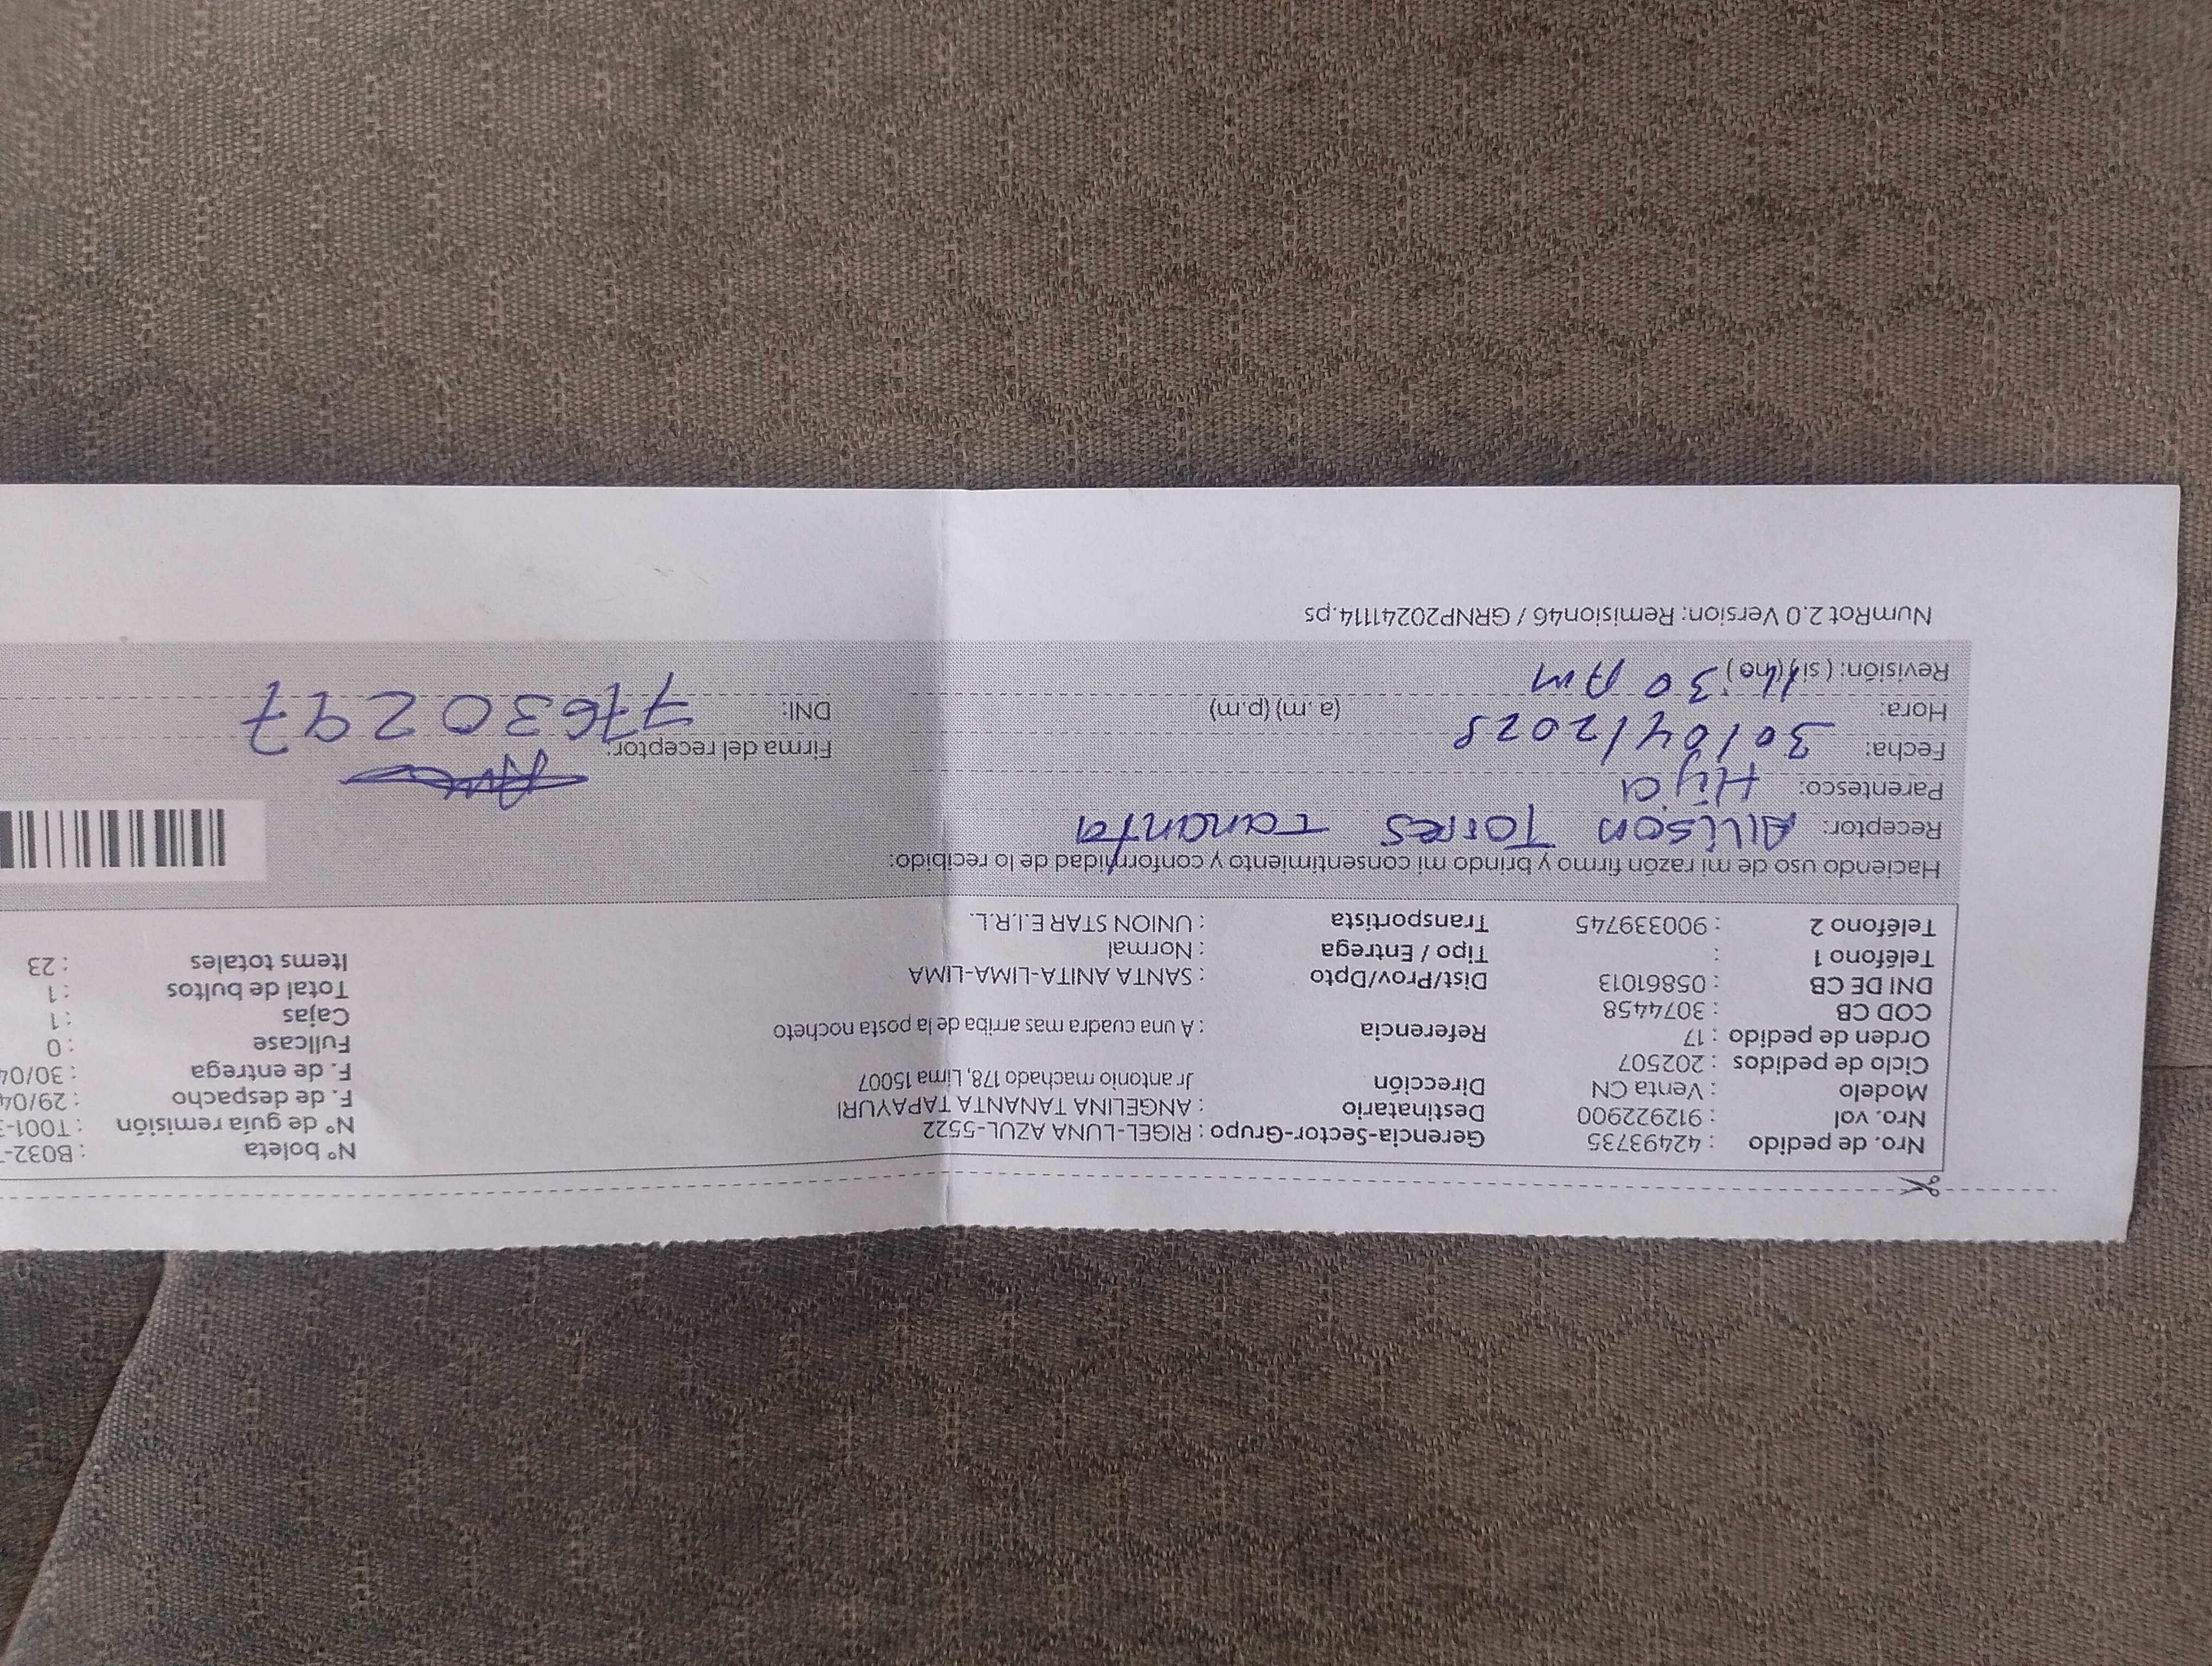 Nro. de pedido : 42493735 Gerencia-Sector-Grupo : RIGEL-LUNA AZUL-5522 N° boleta : B032-
Nro. vol : 912922900 Destinatario : ANGELINA TANANTA TAPAYURI N° de guía remisión : T001-
Modelo : Venta CN Dirección Jr antonio machado 178, Lima 15007 F. de despacho : 29/04
Ciclo de pedidos : 202507 F. de entrega : 30/04
Orden de pedido : 17 Referencia : A una cuadra mas arriba de la posta nocheto Fullcase : 0
COD CB : 3074458 Cajas : 1
DNI DE CB : 05861013 Dist/Prov/Dpto : SANTA ANITA-LIMA-LIMA Total de bultos : 1
Teléfono 1 : Tipo / Entrega : Normal Items totales : 23
Teléfono 2 : 900339745 Transportista : UNION STAR E.I.R.L.
Haciendo uso de mi razón firmo y brindo mi consentimiento y conformidad de lo recibido:
Receptor: Allison Torres Tananta
Parentesco: Hija
Fecha: 30/04/2025 Firma del receptor:
Hora: (a. m) (p.m) DNI: 77630297
Revisión: ( si ) (no ) 30 Am
NumRot 2.0 Version: Remision46 / GRNP20241114.ps